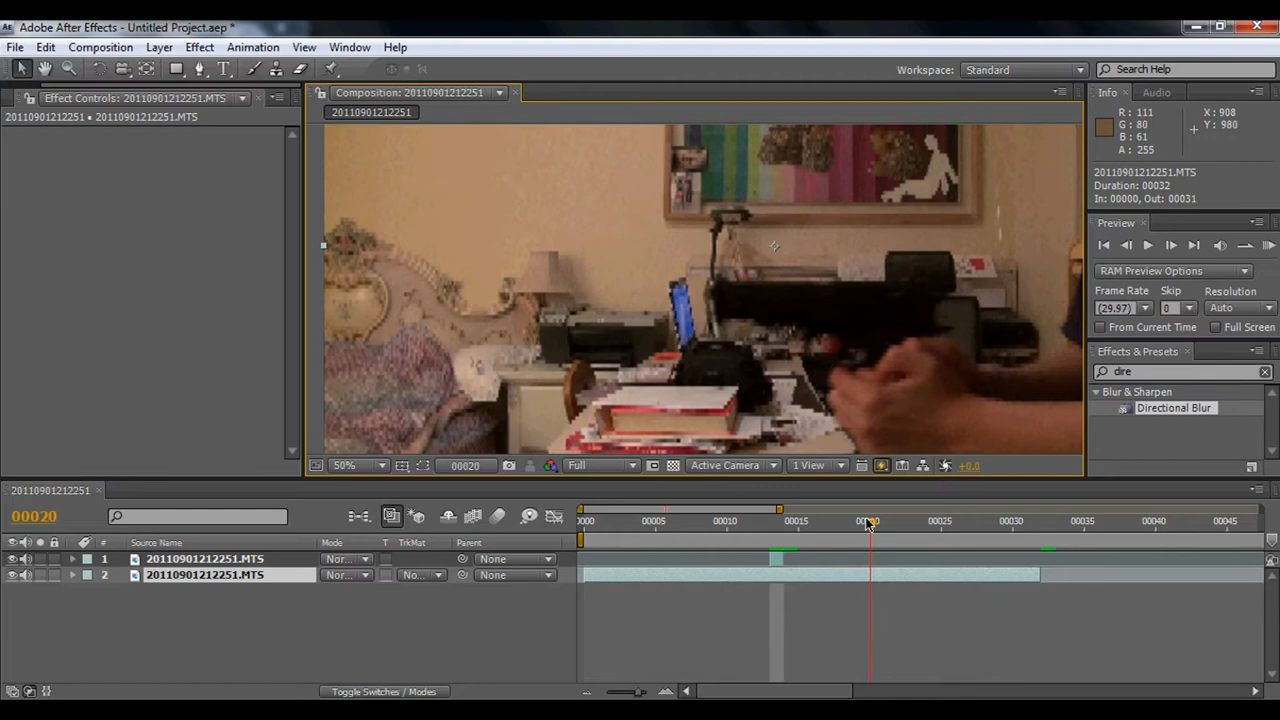 Adobe After Effects - Untitled Project.aep *
File Edit Composition Layer Effect Animation View Window Help
Workspace: Standard Search Help
Effect Controls: 20110901212251.MTS
20110901212251 • 20110901212251.MTS
Composition: 20110901212251
20110901212251
Info Audio
R: 111
G: 80
B: 61
A: 255
X: 908
Y: 980
20110901212251.MTS
Duration: 00032
In: 00000, Out: 00031
Preview
RAM Preview Options
Frame Rate Skip Resolution
(29.97) 0 Auto
From Current Time Full Screen
Effects & Presets
dire
Blur & Sharpen
Directional Blur
50% 00020 Full Active Camera 1 View +0.0
20110901212251
00020
0000 00005 00010 00015 00020 00025 00030 00035 00040 00045
# Source Name Mode T TrkMat Parent
1 20110901212251.MTS Nor... None
2 20110901212251.MTS Nor... No... None
Toggle Switches / Modes